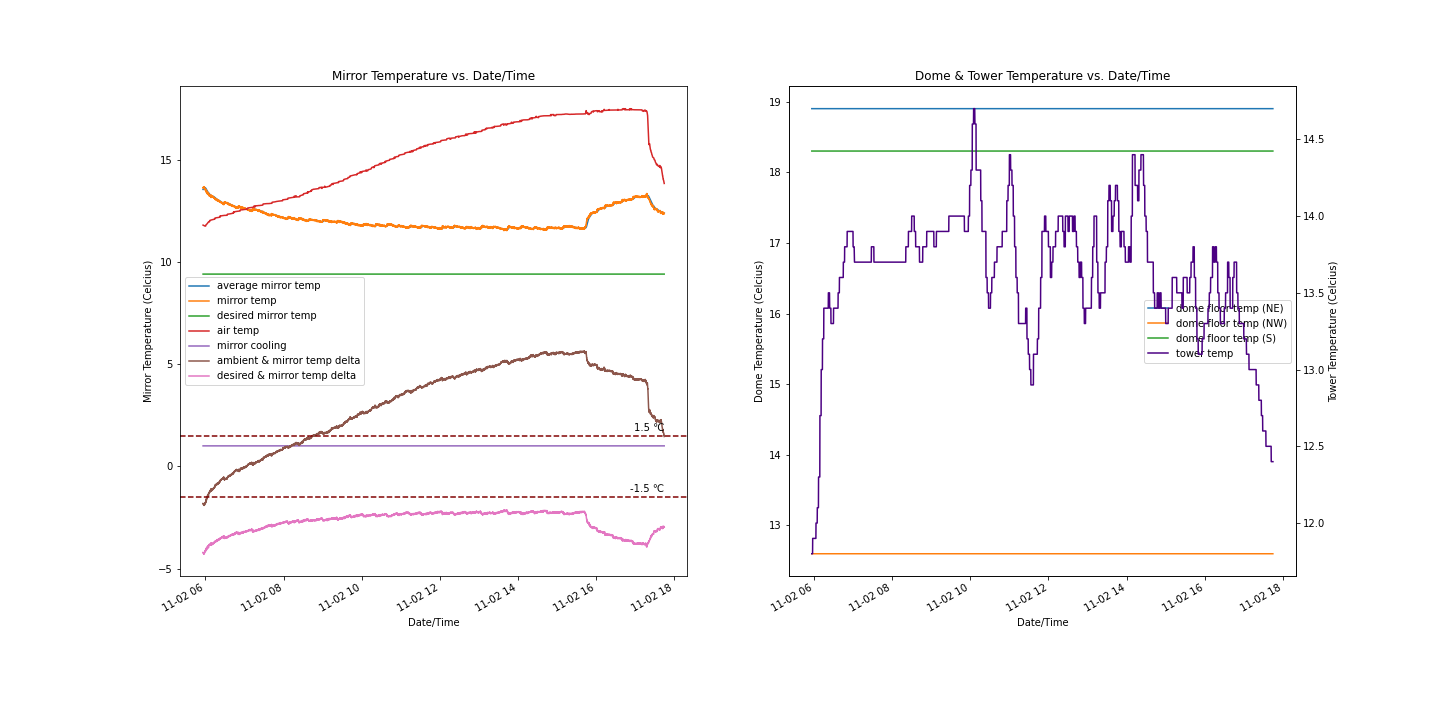 Mirror Temperature vs. Date/Time
Mirror Temperature (Celcius)
15
10
5
0
−5
average mirror temp
mirror temp
desired mirror temp
air temp
mirror cooling
ambient & mirror temp delta
desired & mirror temp delta
1.5 °C
-1.5 °C
11-02 06
11-02 08
11-02 10
11-02 12
11-02 14
11-02 16
11-02 18
Date/Time
Dome & Tower Temperature vs. Date/Time
Dome Temperature (Celcius)
19
18
17
16
15
14
13
dome floor temp (NE)
dome floor temp (NW)
dome floor temp (S)
tower temp
14.5
14.0
13.5
13.0
12.5
12.0
Tower Temperature (Celcius)
11-02 06
11-02 08
11-02 10
11-02 12
11-02 14
11-02 16
11-02 18
Date/Time